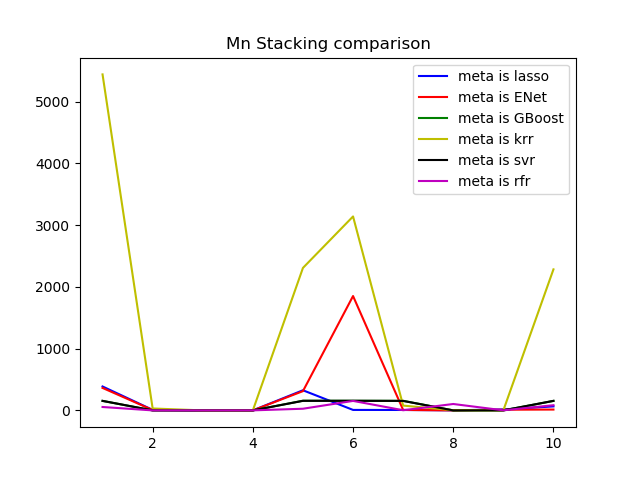 Mn Stacking comparison
meta is lasso
meta is ENet
meta is GBoost
meta is krr
meta is svr
meta is rfr
5000
4000
3000
2000
1000
0
2 4 6 8 10